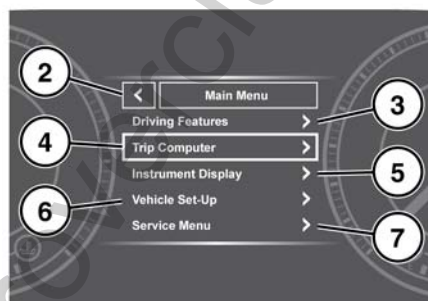 2
< Main Menu
Driving Features >
3
4
Trip Computer >
Instrument Display >
5
6
Vehicle Set-Up >
Service Menu >
7